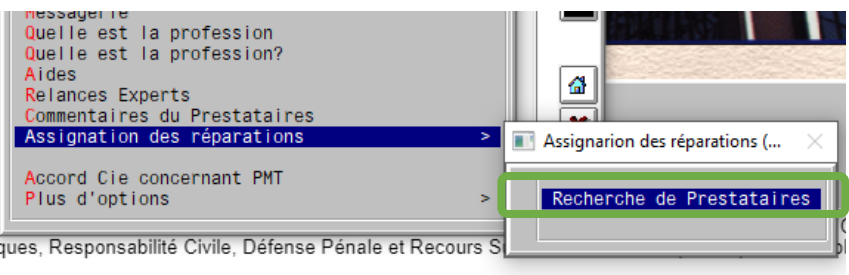 Messagerie
Quelle est la profession
Quelle est la profession?
Aides
Relances Experts
Commentaires du Prestataires
Assignation des réparations >
Accord Cie concernant PMT
Plus d'options >
Assignarion des réparations (...
Recherche de Prestataires
ques, Responsabilité Civile, Défense Pénale et Recours